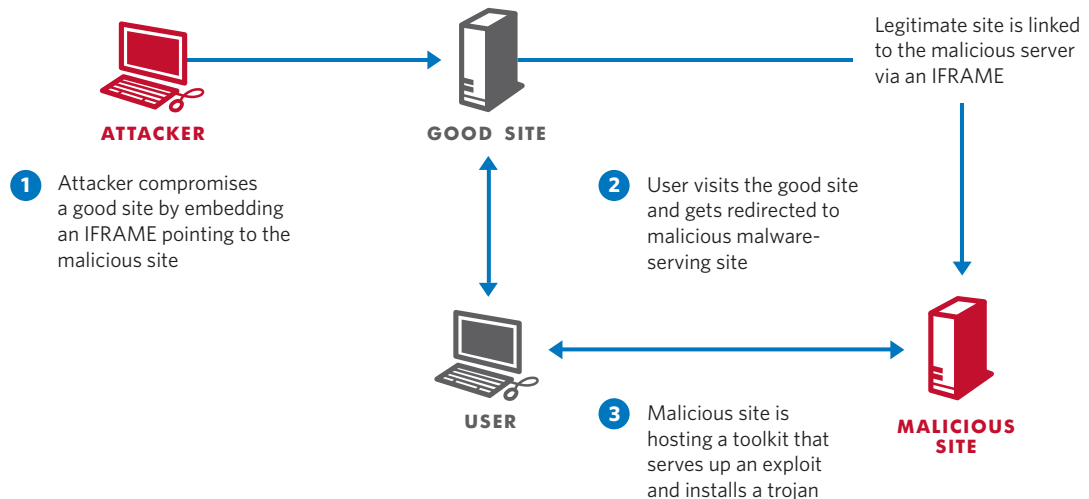 Legitimate site is linked
to the malicious server
via an IFRAME
ATTACKER
GOOD SITE
1 Attacker compromises
a good site by embedding
an IFRAME pointing to the
malicious site
2 User visits the good site
and gets redirected to
malicious malware-
serving site
USER
MALICIOUS
SITE
3 Malicious site is
hosting a toolkit that
serves up an exploit
and installs a trojan